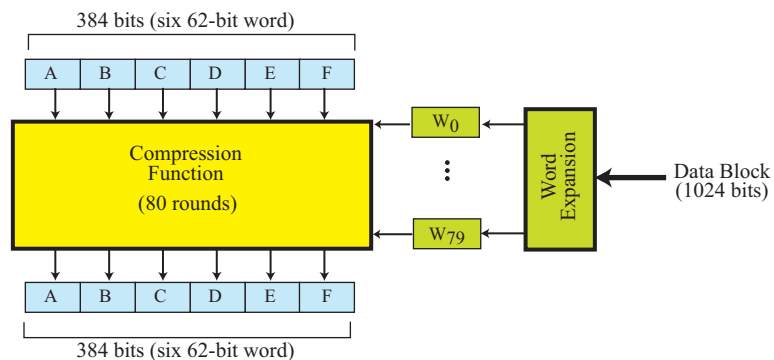 384 bits (six 62-bit word)
A B C D E F
Compression
Function
(80 rounds)
W0
⋮
W79
Word
Expansion
Data Block
(1024 bits)
A B C D E F
384 bits (six 62-bit word)